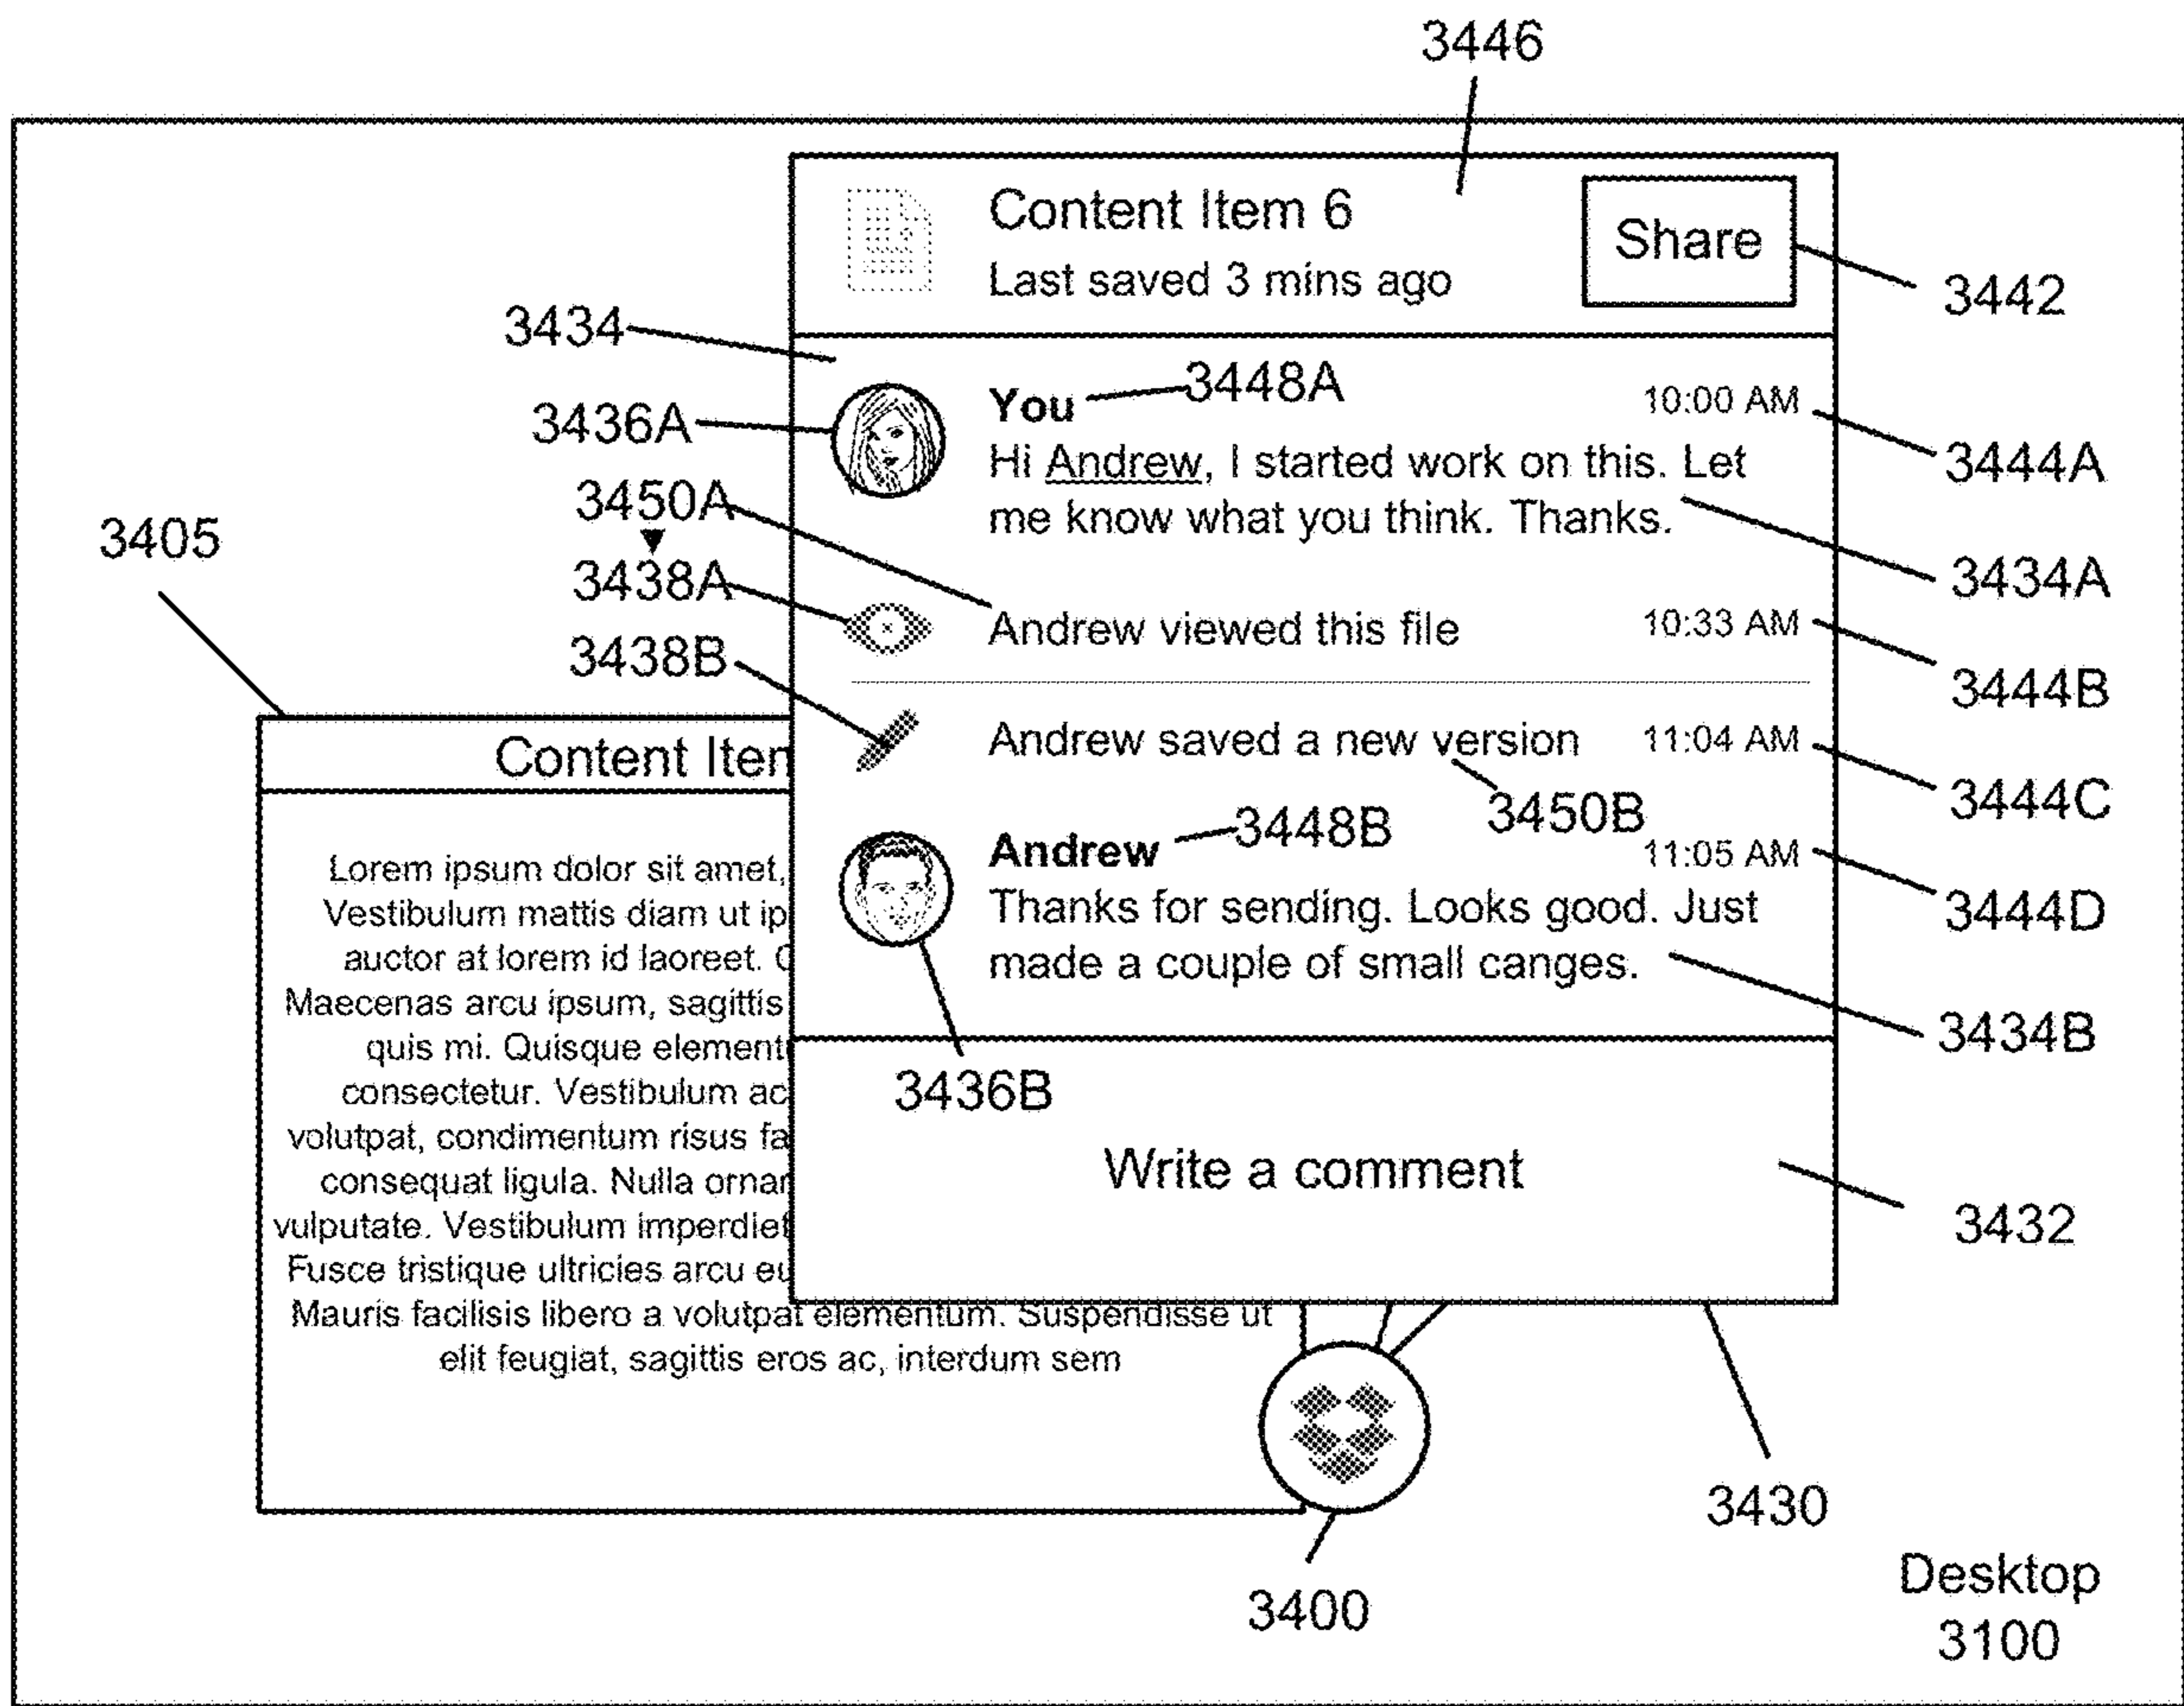 3446
Content Item 6
Share
Last saved 3 mins ago
3442
3434
3448A
You
10:00 AM
3436A
Hi Andrew, I started work on this. Let
3444A
3450A
me know what you think. Thanks.
3405
3438A
3434A
Andrew viewed this file
10:33 AM
3438B
3444B
Andrew saved a new version
11:04 AM
Content Item
3444C
3450B
3448B
Andrew
11:05 AM
Thanks for sending. Looks good. Just
3444D
made a couple of small canges.
3434B
3436B
Write a comment
3432
Lorem ipsum dolor sit amet,
Vestibulum mattis diam ut ip
auctor at lorem id laoreet. C
Maecenas arcu ipsum, sagittis
quis mi. Quisque element
consectetur. Vestibulum ac
volutpat, condimentum risus fa
consequat ligula. Nulla ornar
vulputate. Vestibulum imperdiet
Fusce tristique ultricies arcu eu
Mauris facilisis libero a volutpat elementum. Suspendisse ut
elit feugiat, sagittis eros ac, interdum sem
3430
3400
Desktop
3100